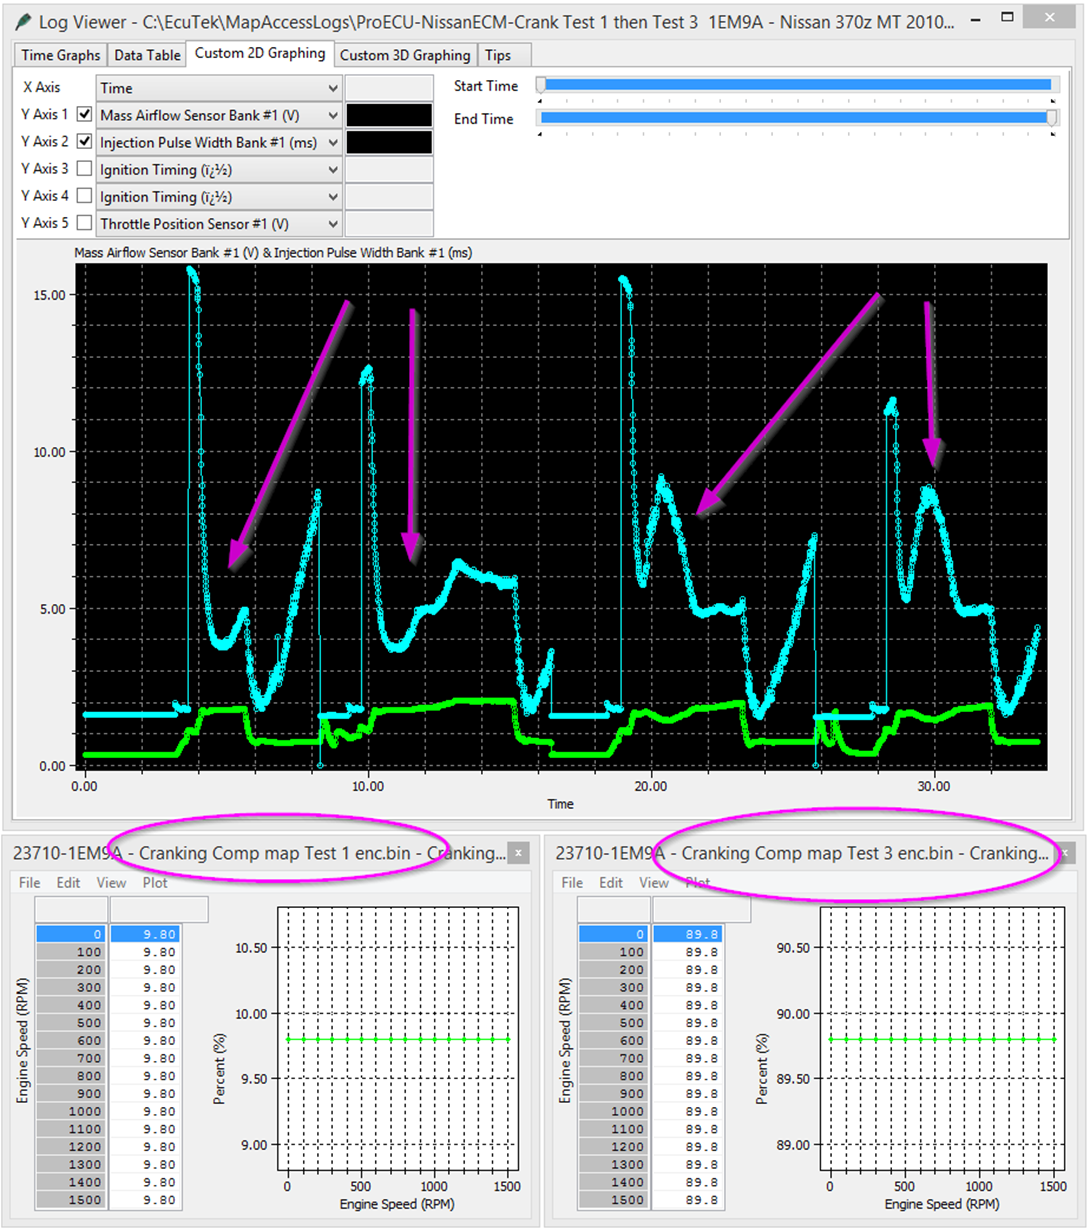 Log Viewer - C:\EcuTek\MapAccessLogs\ProECU-NissanECM-Crank Test 1 then Test 3 1EM9A - Nissan 370z MT 2010...
Time Graphs Data Table Custom 2D Graphing Custom 3D Graphing Tips
X Axis Time Start Time
Y Axis 1 Mass Airflow Sensor Bank #1 (V) End Time
Y Axis 2 Injection Pulse Width Bank #1 (ms)
Y Axis 3 Ignition Timing (ï¿½)
Y Axis 4 Ignition Timing (ï¿½)
Y Axis 5 Throttle Position Sensor #1 (V)
Mass Airflow Sensor Bank #1 (V) & Injection Pulse Width Bank #1 (ms)
15.00
10.00
5.00
0.00
0.00 10.00 20.00 30.00
Time
23710-1EM9A - Cranking Comp map Test 1 enc.bin - Cranking...
File Edit View Plot
Engine Speed (RPM)
0 9.80
100 9.80
200 9.80
300 9.80
400 9.80
500 9.80
600 9.80
700 9.80
800 9.80
900 9.80
1000 9.80
1100 9.80
1200 9.80
1300 9.80
1400 9.80
1500 9.80
Percent (%)
10.50
10.00
9.50
9.00
0 500 1000 1500
Engine Speed (RPM)
23710-1EM9A - Cranking Comp map Test 3 enc.bin - Cranking...
File Edit View Plot
Engine Speed (RPM)
0 89.8
100 89.8
200 89.8
300 89.8
400 89.8
500 89.8
600 89.8
700 89.8
800 89.8
900 89.8
1000 89.8
1100 89.8
1200 89.8
1300 89.8
1400 89.8
1500 89.8
Percent (%)
90.50
90.00
89.50
89.00
0 500 1000 1500
Engine Speed (RPM)